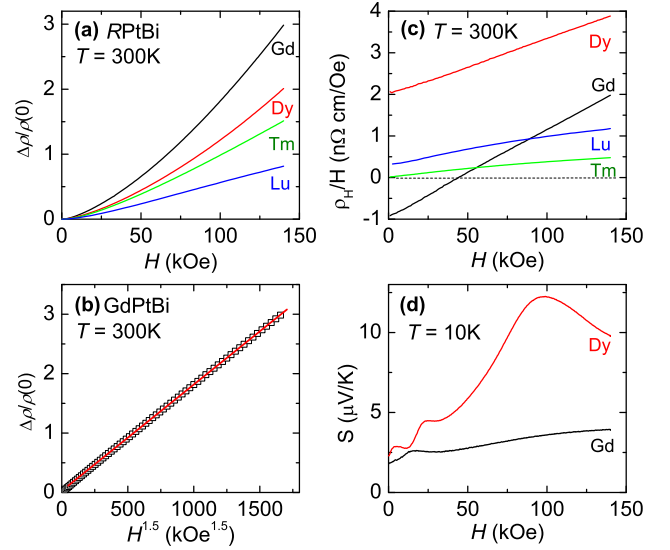 (a) RPtBi
T = 300K
Gd
Dy
Tm
Lu
Δρ/ρ(0)
3
2
1
0
0 50 100 150
H (kOe)
(c) T = 300K
Dy
Gd
Lu
Tm
ρH/H (nΩ cm/Oe)
4
3
2
1
0
-1
0 50 100 150
H (kOe)
(b) GdPtBi
T = 300K
Δρ/ρ(0)
3
2
1
0
0 500 1000 1500
H^1.5 (kOe^1.5)
(d)
T = 10K
Dy
Gd
S (μV/K)
10
5
0
0 50 100 150
H (kOe)